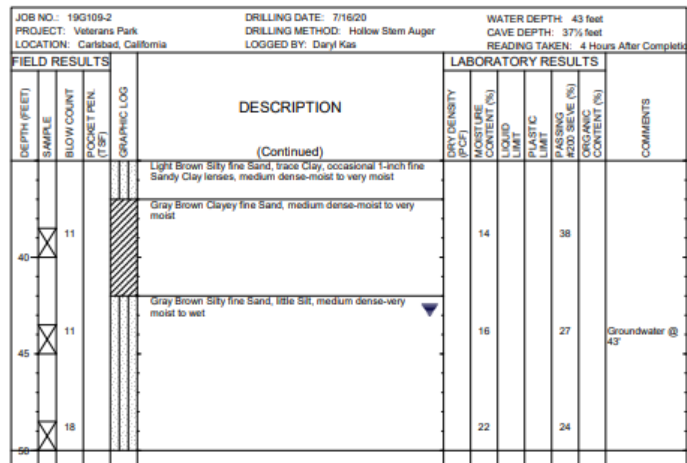 JOB NO.: 19G109-2 DRILLING DATE: 7/16/20 WATER DEPTH: 43 feet
PROJECT: Veterans Park DRILLING METHOD: Hollow Stem Auger CAVE DEPTH: 37½ feet
LOCATION: Carlsbad, California LOGGED BY: Daryl Kas READING TAKEN: 4 Hours After Completio
FIELD RESULTS LABORATORY RESULTS
DEPTH (FEET)
SAMPLE
BLOW COUNT
POCKET PEN.
(TSF)
GRAPHIC LOG
DESCRIPTION
(Continued)
DRY DENSITY
(PCF)
MOISTURE
CONTENT (%)
LIQUID
LIMIT
PLASTIC
LIMIT
PASSING
#200 SIEVE (%)
ORGANIC
CONTENT (%)
COMMENTS
Light Brown Silty fine Sand, trace Clay, occasional 1-inch fine
Sandy Clay lenses, medium dense-moist to very moist
Gray Brown Clayey fine Sand, medium dense-moist to very
moist
11 14 38
40
Gray Brown Silty fine Sand, little Silt, medium dense-very
moist to wet
11 16 27 Groundwater @
43'
45
18 22 24
50